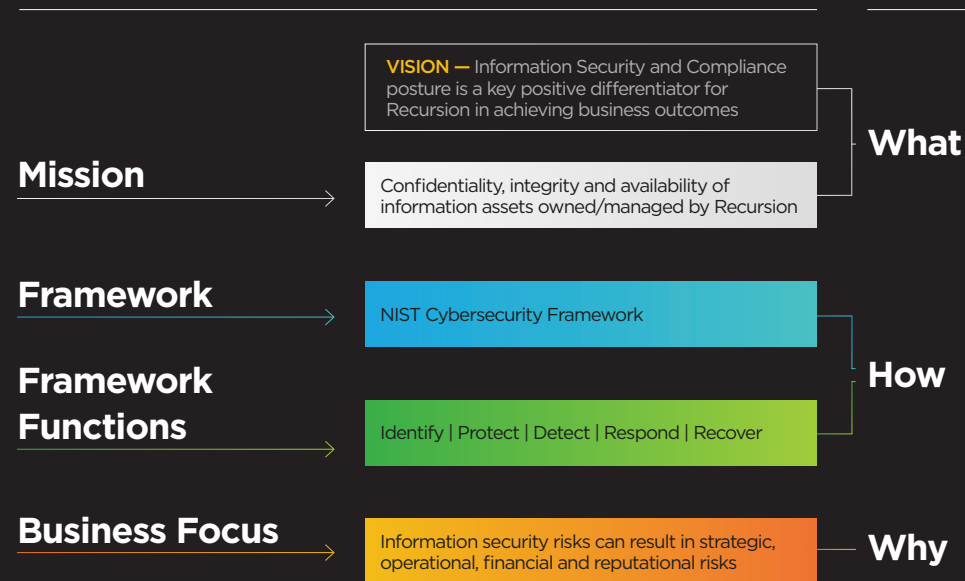 VISION — Information Security and Compliance
posture is a key positive differentiator for
Recursion in achieving business outcomes
What
Mission
Confidentiality, integrity and availability of
information assets owned/managed by Recursion
Framework
NIST Cybersecurity Framework
How
Framework
Functions
Identify | Protect | Detect | Respond | Recover
Business Focus
Information security risks can result in strategic,
operational, financial and reputational risks
Why